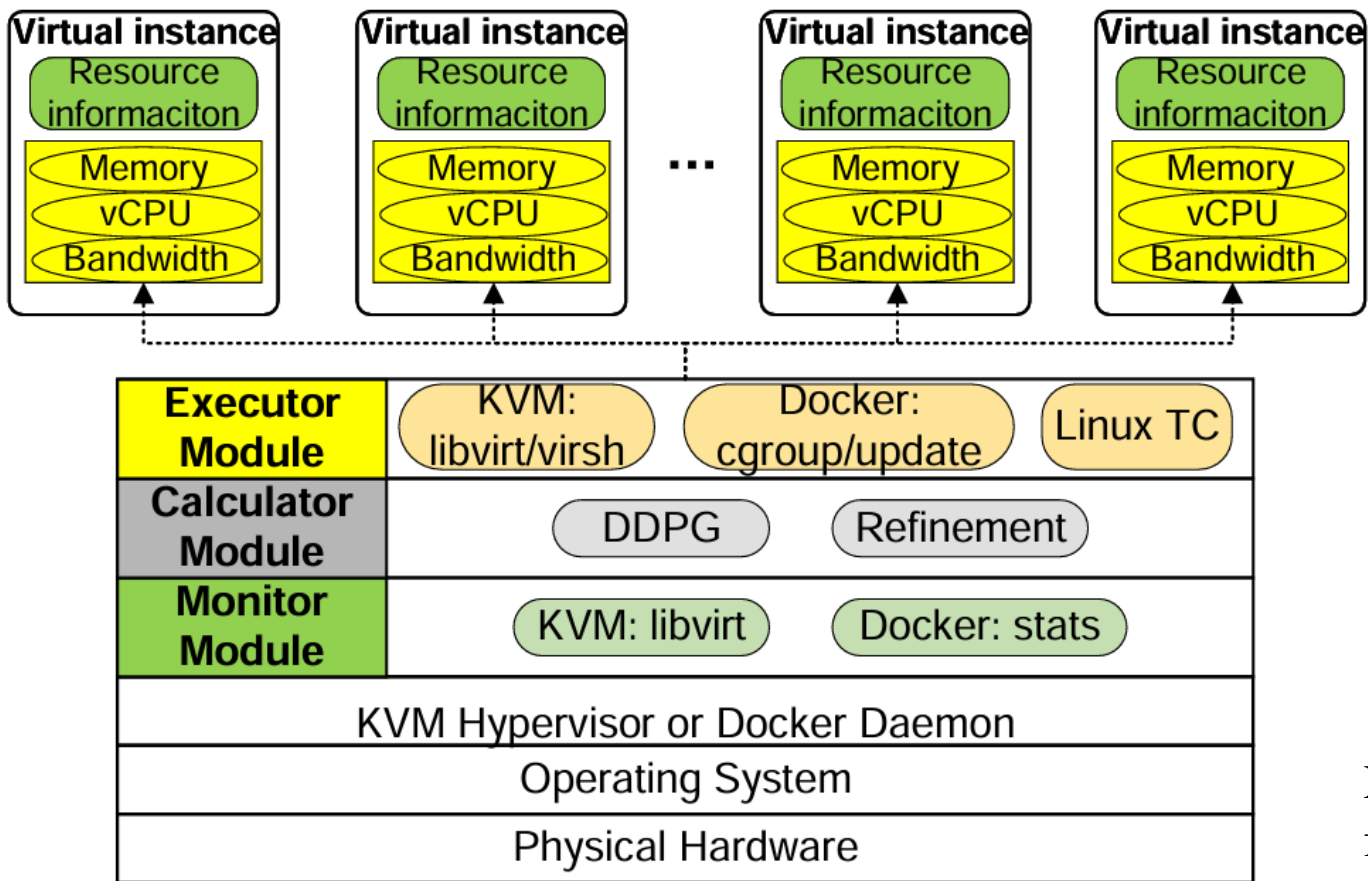 Virtual instance
Resource
informaciton
Memory
vCPU
Bandwidth
Virtual instance
Resource
informaciton
Memory
vCPU
Bandwidth
...
Virtual instance
Resource
informaciton
Memory
vCPU
Bandwidth
Virtual instance
Resource
informaciton
Memory
vCPU
Bandwidth
Executor
Module
KVM:
libvirt/virsh
Docker:
cgroup/update
Linux TC
Calculator
Module
DDPG
Refinement
Monitor
Module
KVM: libvirt
Docker: stats
KVM Hypervisor or Docker Daemon
Operating System
Physical Hardware